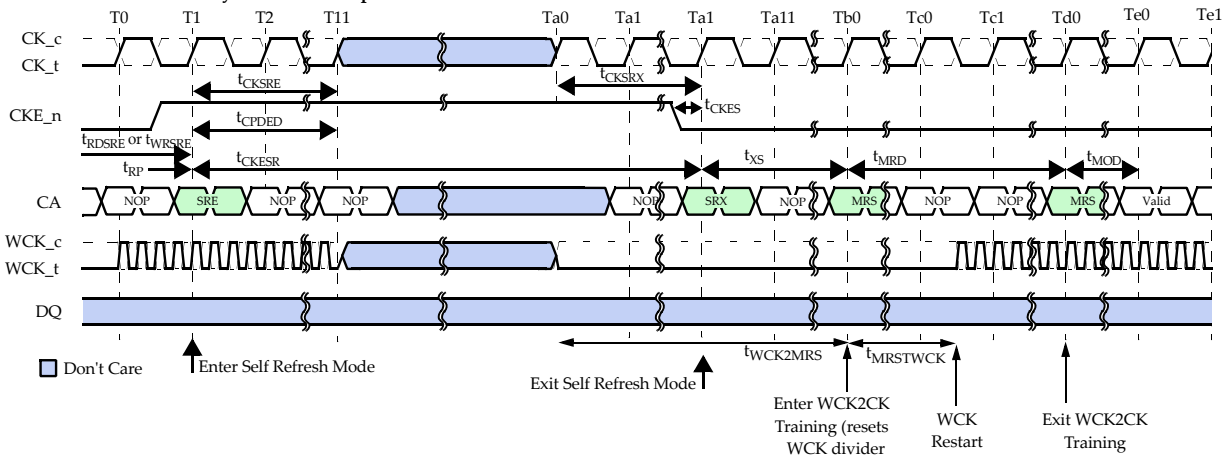 T0 T1 T2 T11 Ta0 Ta1 Ta1 Ta11 Tb0 Tc0 Tc1 Td0 Te0 Te1
CK_c
CK_t
tCKSRE tCKSRX
CKE_n tCPDED tCKES
tRDSRE or tWRSRE
tRP tCKESR tXS tMRD tMOD
CA NOP SRE NOP NOP NOP SRX NOP MRS NOP NOP MRS Valid
WCK_c
WCK_t
DQ
tWCK2MRS tMRSTWCK
Don't Care
Enter Self Refresh Mode
Exit Self Refresh Mode
Enter WCK2CK
Training (resets
WCK divider
WCK
Restart
Exit WCK2CK
Training